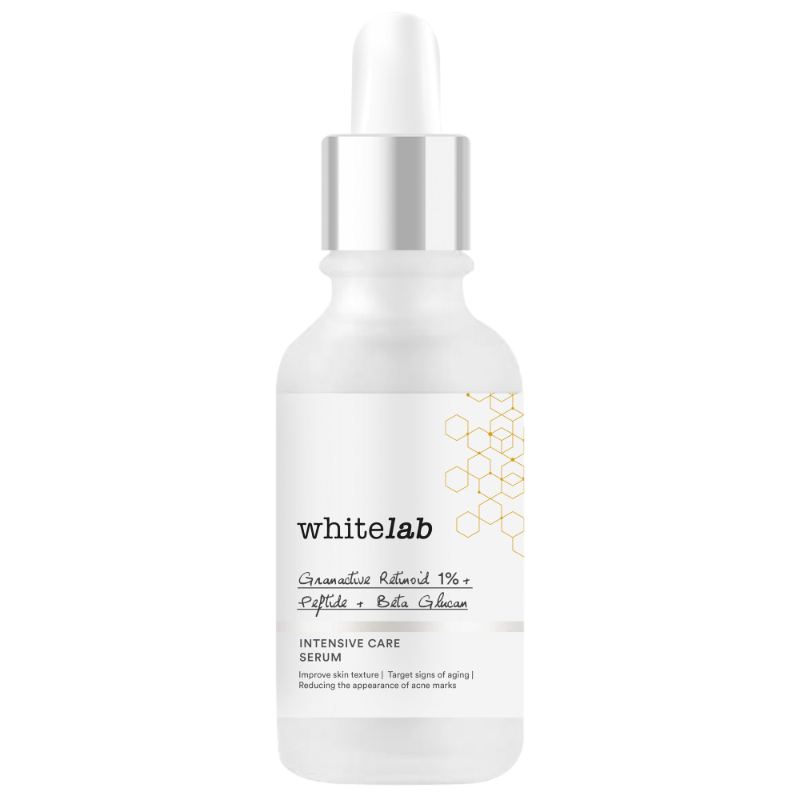 whitelab
Granactive Retinoid 1% +
Peptide + Beta Glucan
INTENSIVE CARE
SERUM
Improve skin texture | Target signs of aging |
Reducing the appearance of acne marks